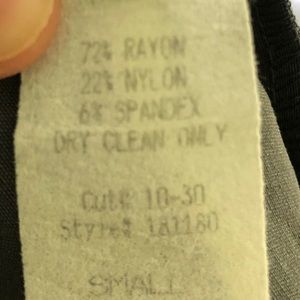 72% RAYON
22% NYLON
6% SPANDEX
DRY CLEAN ONLY
Cut# 10-30
Style# 181180
SMALL